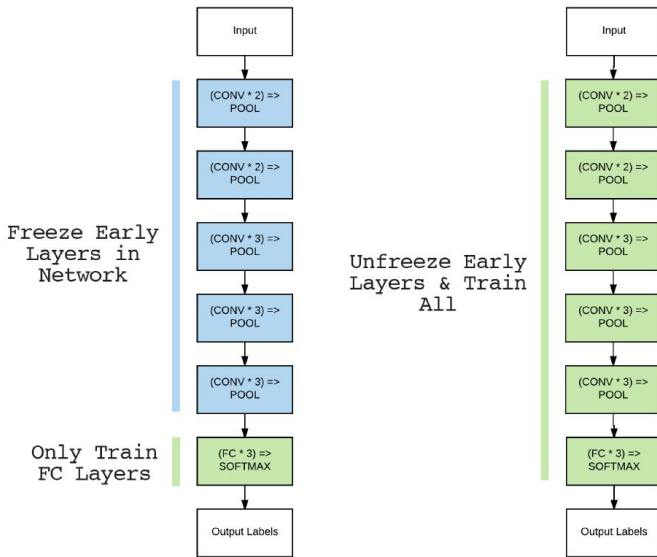 Input
(CONV * 2) =>
POOL
(CONV * 2) =>
POOL
(CONV * 3) =>
POOL
(CONV * 3) =>
POOL
(CONV * 3) =>
POOL
(FC * 3) =>
SOFTMAX
Output Labels
Freeze Early
Layers in
Network
Only Train
FC Layers
Input
(CONV * 2) =>
POOL
(CONV * 2) =>
POOL
(CONV * 3) =>
POOL
(CONV * 3) =>
POOL
(CONV * 3) =>
POOL
(FC * 3) =>
SOFTMAX
Output Labels
Unfreeze Early
Layers & Train
All